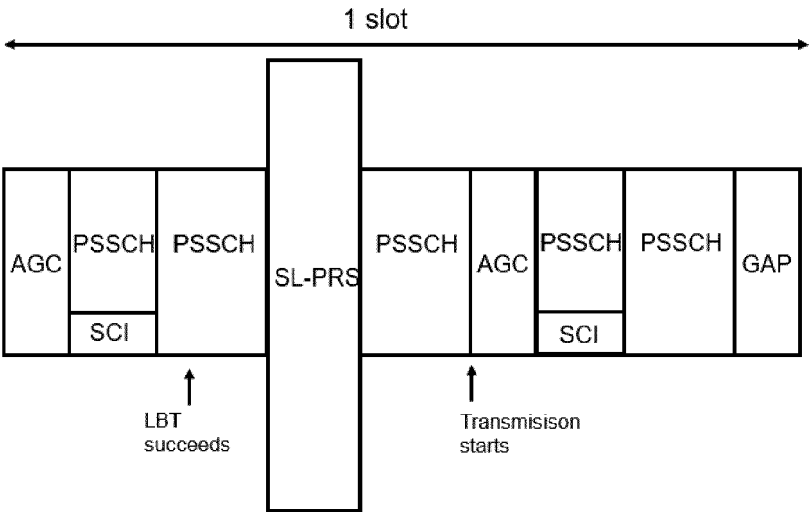 1 slot
AGC
PSSCH
SCI
PSSCH
SL-PRS
PSSCH
AGC
PSSCH
SCI
PSSCH
GAP
LBT
succeeds
Transmisison
starts